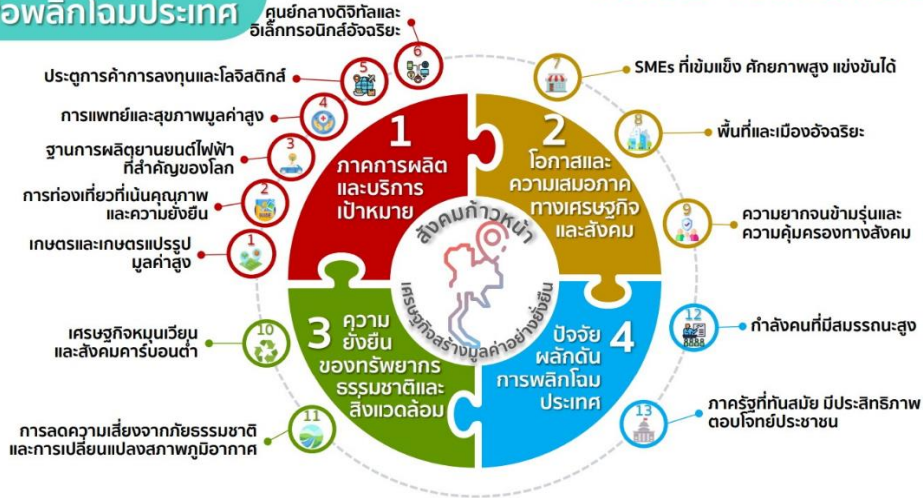 อพลิกโฉมประเทศ
ศูนย์กลางดิจิทัลและ
อิเล็กทรอนิกส์อัจฉริยะ
6
ประตูการค้าการลงทุนและโลจิสติกส์
5
การแพทย์และสุขภาพมูลค่าสูง
4
ฐานการผลิตยานยนต์ไฟฟ้า
ที่สำคัญของโลก
3
การท่องเที่ยวที่เน้นคุณภาพ
และความยั่งยืน
2
เกษตรและเกษตรแปรรูป
มูลค่าสูง
1
1
ภาคการผลิต
และบริการ
เป้าหมาย
2
โอกาสและ
ความเสมอภาค
ทางเศรษฐกิจ
และสังคม
7
SMEs ที่เข้มแข็ง ศักยภาพสูง แข่งขันได้
8
พื้นที่และเมืองอัจฉริยะ
9
ความยากจนข้ามรุ่นและ
ความคุ้มครองทางสังคม
สังคมก้าวหน้า
เศรษฐกิจสร้างมูลค่าอย่างยั่งยืน
3 ความ
ยั่งยืน
ของทรัพยากร
ธรรมชาติและ
สิ่งแวดล้อม
เศรษฐกิจหมุนเวียน
และสังคมคาร์บอนต่ำ
10
การลดความเสี่ยงจากภัยธรรมชาติ
และการเปลี่ยนแปลงสภาพภูมิอากาศ
11
ปัจจัย 4
ผลักดัน
การพลิกโฉม
ประเทศ
12
กำลังคนที่มีสมรรถนะสูง
13
ภาครัฐที่ทันสมัย มีประสิทธิภาพ
ตอบโจทย์ประชาชน